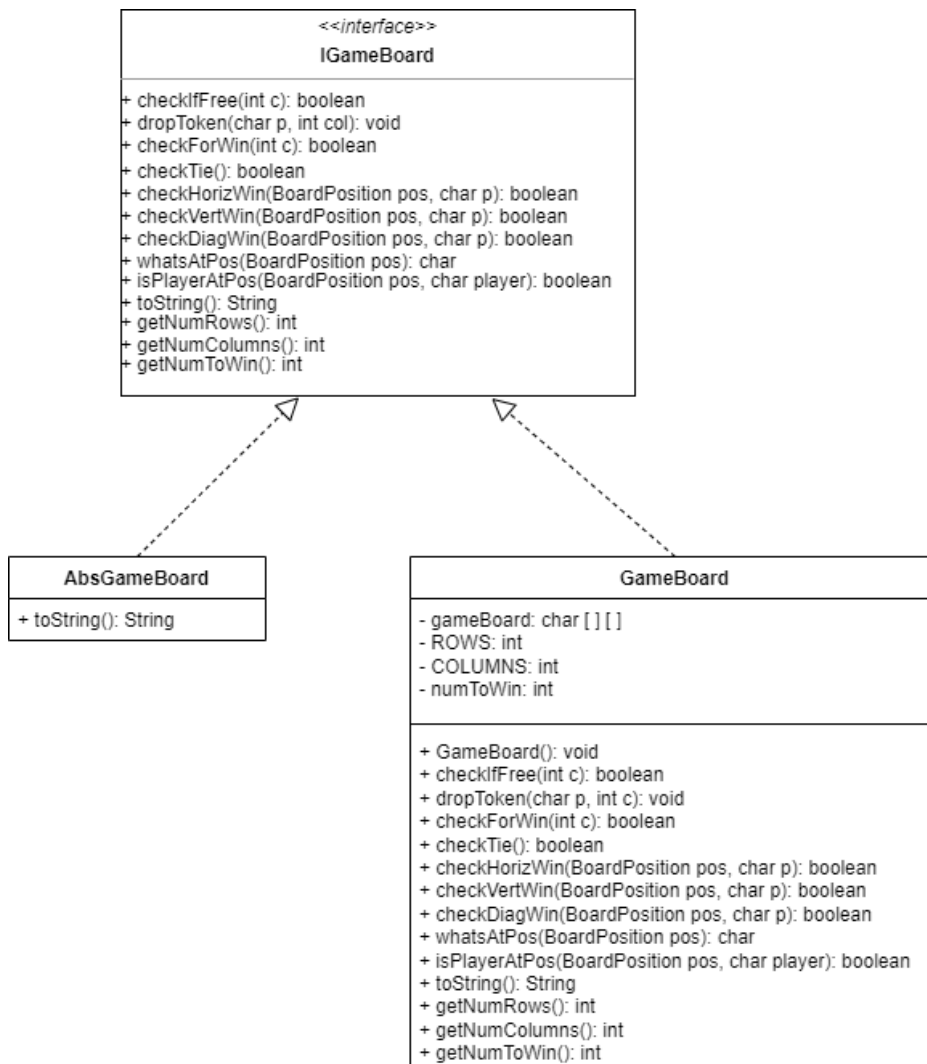 <<interface>>
IGameBoard
+ checkIfFree(int c): boolean
+ dropToken(char p, int col): void
+ checkForWin(int c): boolean
+ checkTie(): boolean
+ checkHorizWin(BoardPosition pos, char p): boolean
+ checkVertWin(BoardPosition pos, char p): boolean
+ checkDiagWin(BoardPosition pos, char p): boolean
+ whatsAtPos(BoardPosition pos): char
+ isPlayerAtPos(BoardPosition pos, char player): boolean
+ toString(): String
+ getNumRows(): int
+ getNumColumns(): int
+ getNumToWin(): int
AbsGameBoard
+ toString(): String
GameBoard
- gameBoard: char [ ] [ ]
- ROWS: int
- COLUMNS: int
- numToWin: int
+ GameBoard(): void
+ checkIfFree(int c): boolean
+ dropToken(char p, int c): void
+ checkForWin(int c): boolean
+ checkTie(): boolean
+ checkHorizWin(BoardPosition pos, char p): boolean
+ checkVertWin(BoardPosition pos, char p): boolean
+ checkDiagWin(BoardPosition pos, char p): boolean
+ whatsAtPos(BoardPosition pos): char
+ isPlayerAtPos(BoardPosition pos, char player): boolean
+ toString(): String
+ getNumRows(): int
+ getNumColumns(): int
+ getNumToWin(): int